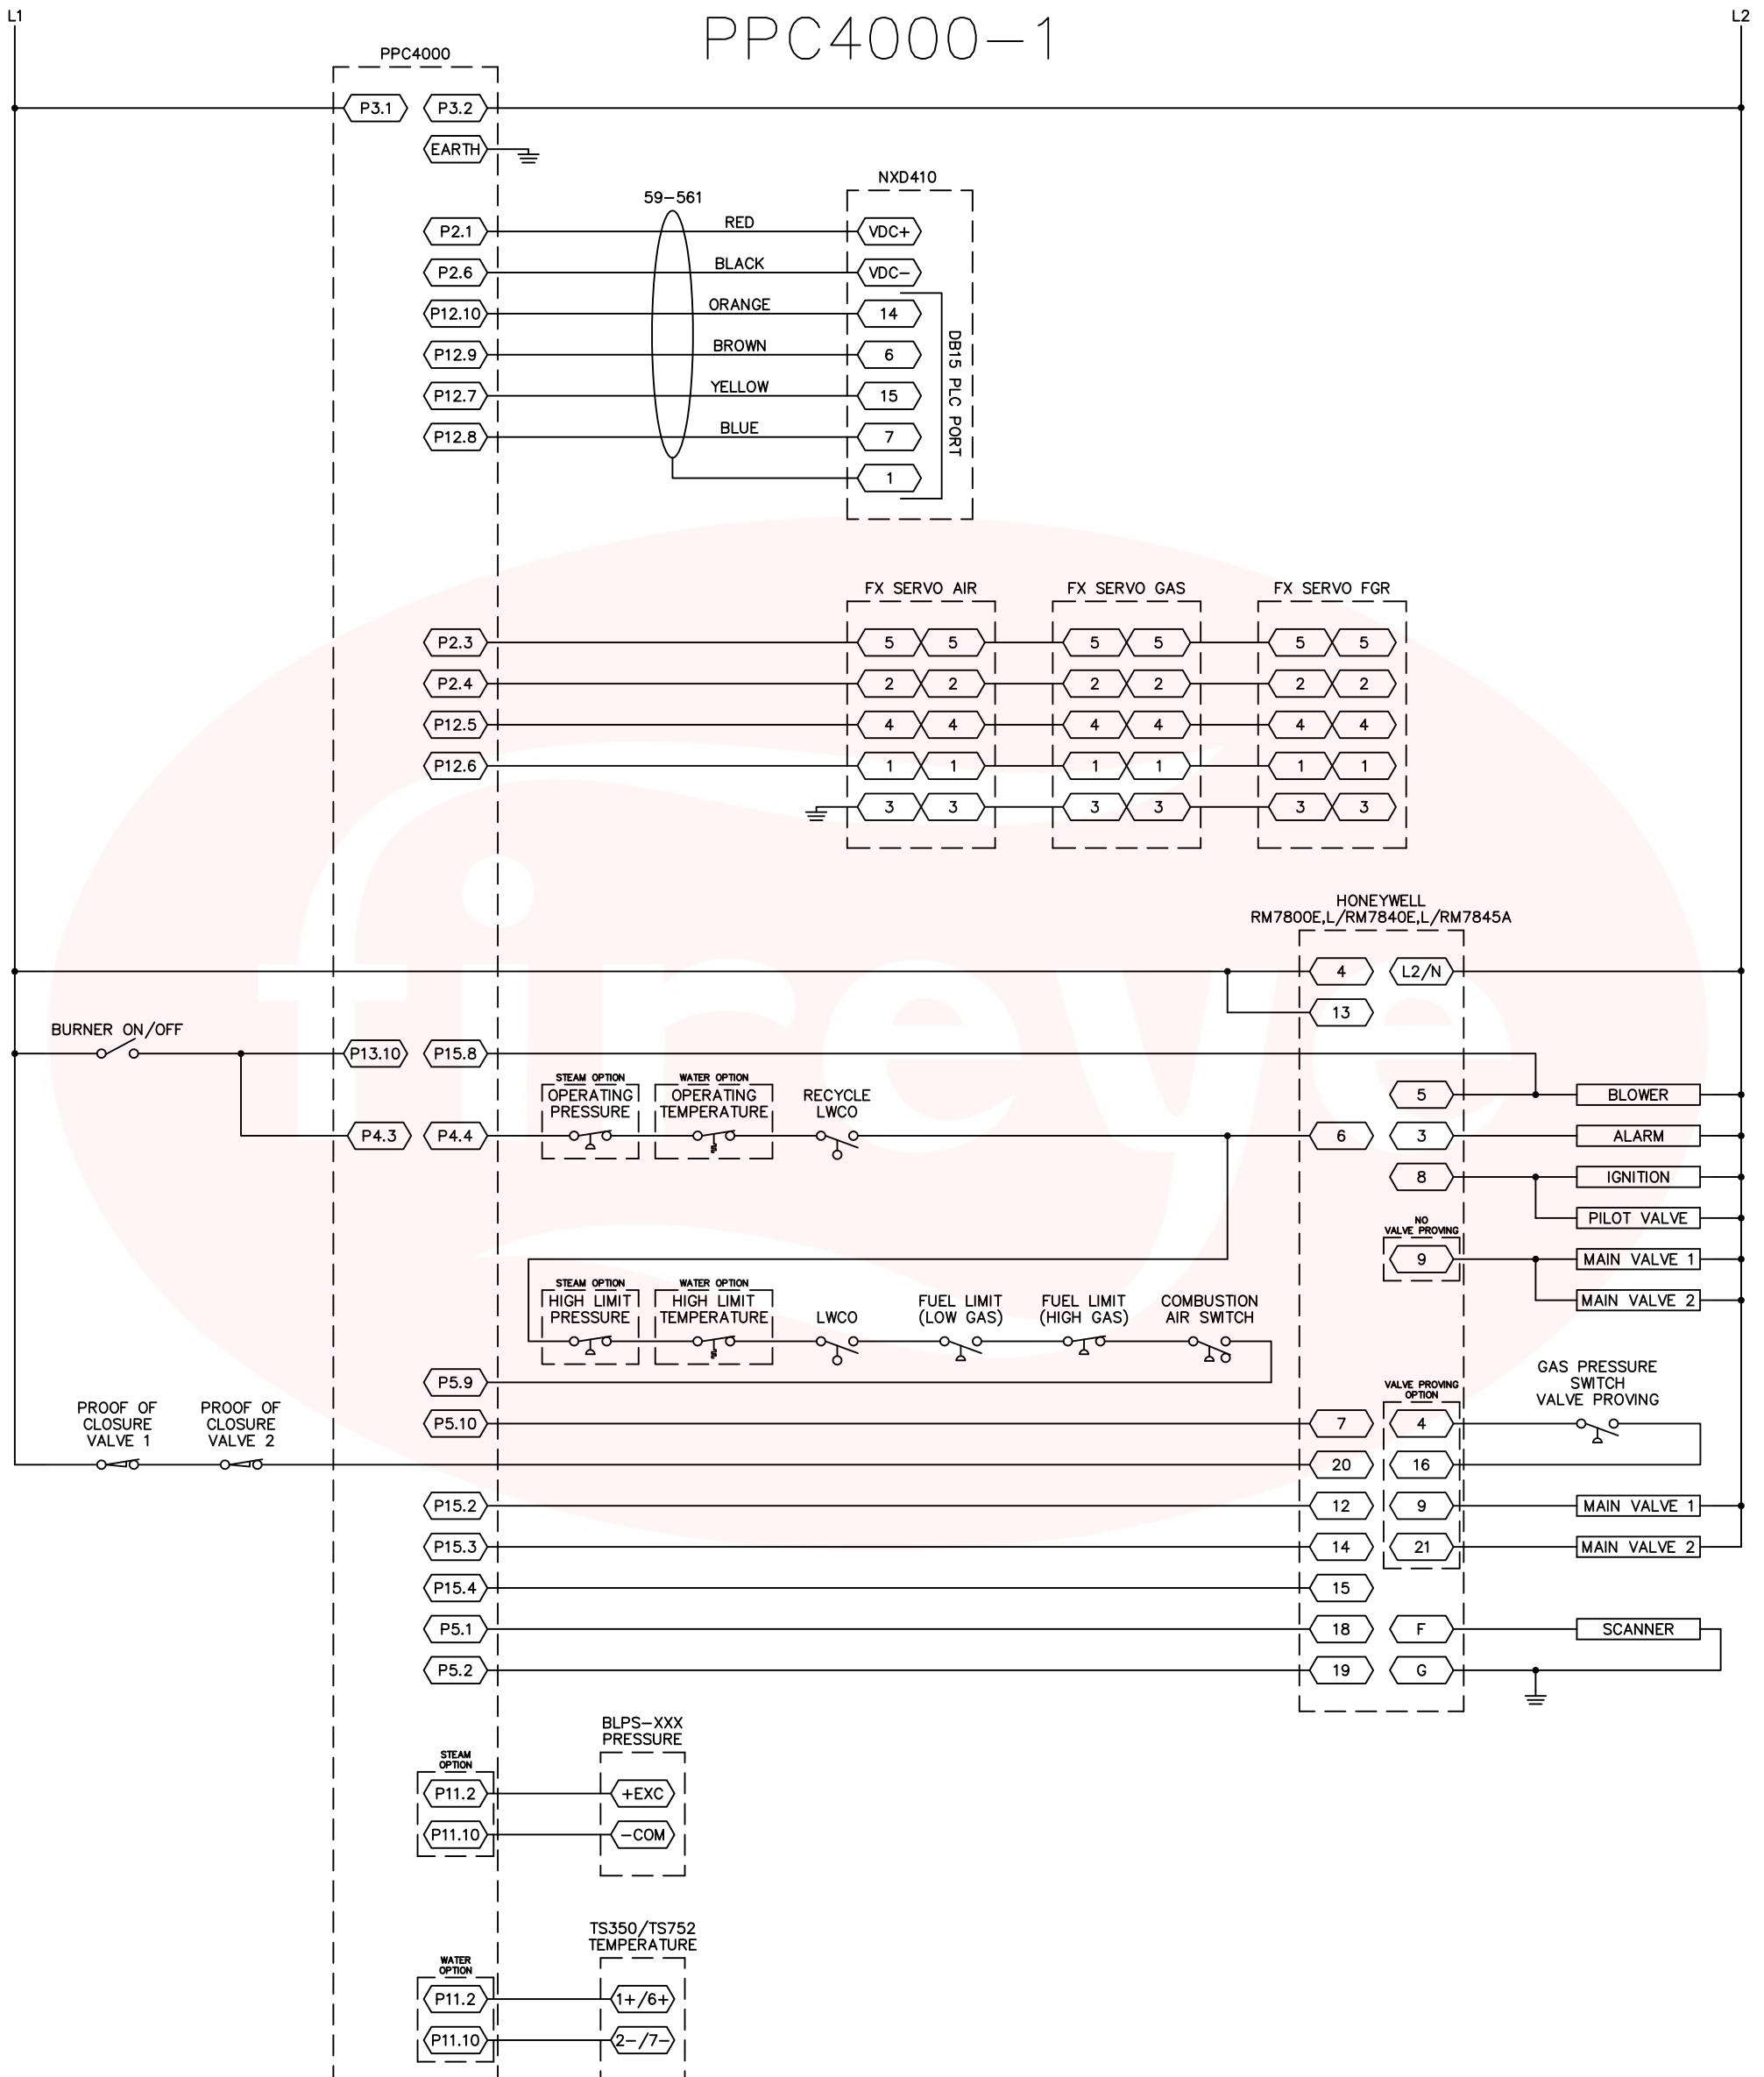 L1
L2
PPC4000-1
PPC4000
P3.1
P3.2
EARTH
NXD410
59-561
P2.1
RED
VDC+
P2.6
BLACK
VDC-
P12.10
ORANGE
14
P12.9
BROWN
6
P12.7
YELLOW
15
P12.8
BLUE
7
1
DB15 PLC PORT
FX SERVO AIR
FX SERVO GAS
FX SERVO FGR
P2.3
5
5
5
5
5
5
P2.4
2
2
2
2
2
2
P12.5
4
4
4
4
4
4
P12.6
1
1
1
1
1
1
3
3
3
3
3
3
fireye
HONEYWELL
RM7800E,L/RM7840E,L/RM7845A
4
L2/N
13
BURNER ON/OFF
P13.10
P15.8
5
BLOWER
STEAM OPTION
OPERATING
PRESSURE
WATER OPTION
OPERATING
TEMPERATURE
RECYCLE
LWCO
P4.3
P4.4
6
3
ALARM
8
IGNITION
PILOT VALVE
NO
VALVE PROVING
9
MAIN VALVE 1
MAIN VALVE 2
STEAM OPTION
HIGH LIMIT
PRESSURE
WATER OPTION
HIGH LIMIT
TEMPERATURE
LWCO
FUEL LIMIT
(LOW GAS)
FUEL LIMIT
(HIGH GAS)
COMBUSTION
AIR SWITCH
P5.9
GAS PRESSURE
SWITCH
VALVE PROVING
VALVE PROVING
OPTION
P5.10
7
4
PROOF OF
CLOSURE
VALVE 1
PROOF OF
CLOSURE
VALVE 2
20
16
P15.2
12
9
MAIN VALVE 1
P15.3
14
21
MAIN VALVE 2
P15.4
15
P5.1
18
F
SCANNER
P5.2
19
G
BLPS-XXX
PRESSURE
STEAM
OPTION
P11.2
+EXC
P11.10
-COM
TS350/TS752
TEMPERATURE
WATER
OPTION
P11.2
1+/6+
P11.10
2-/7-